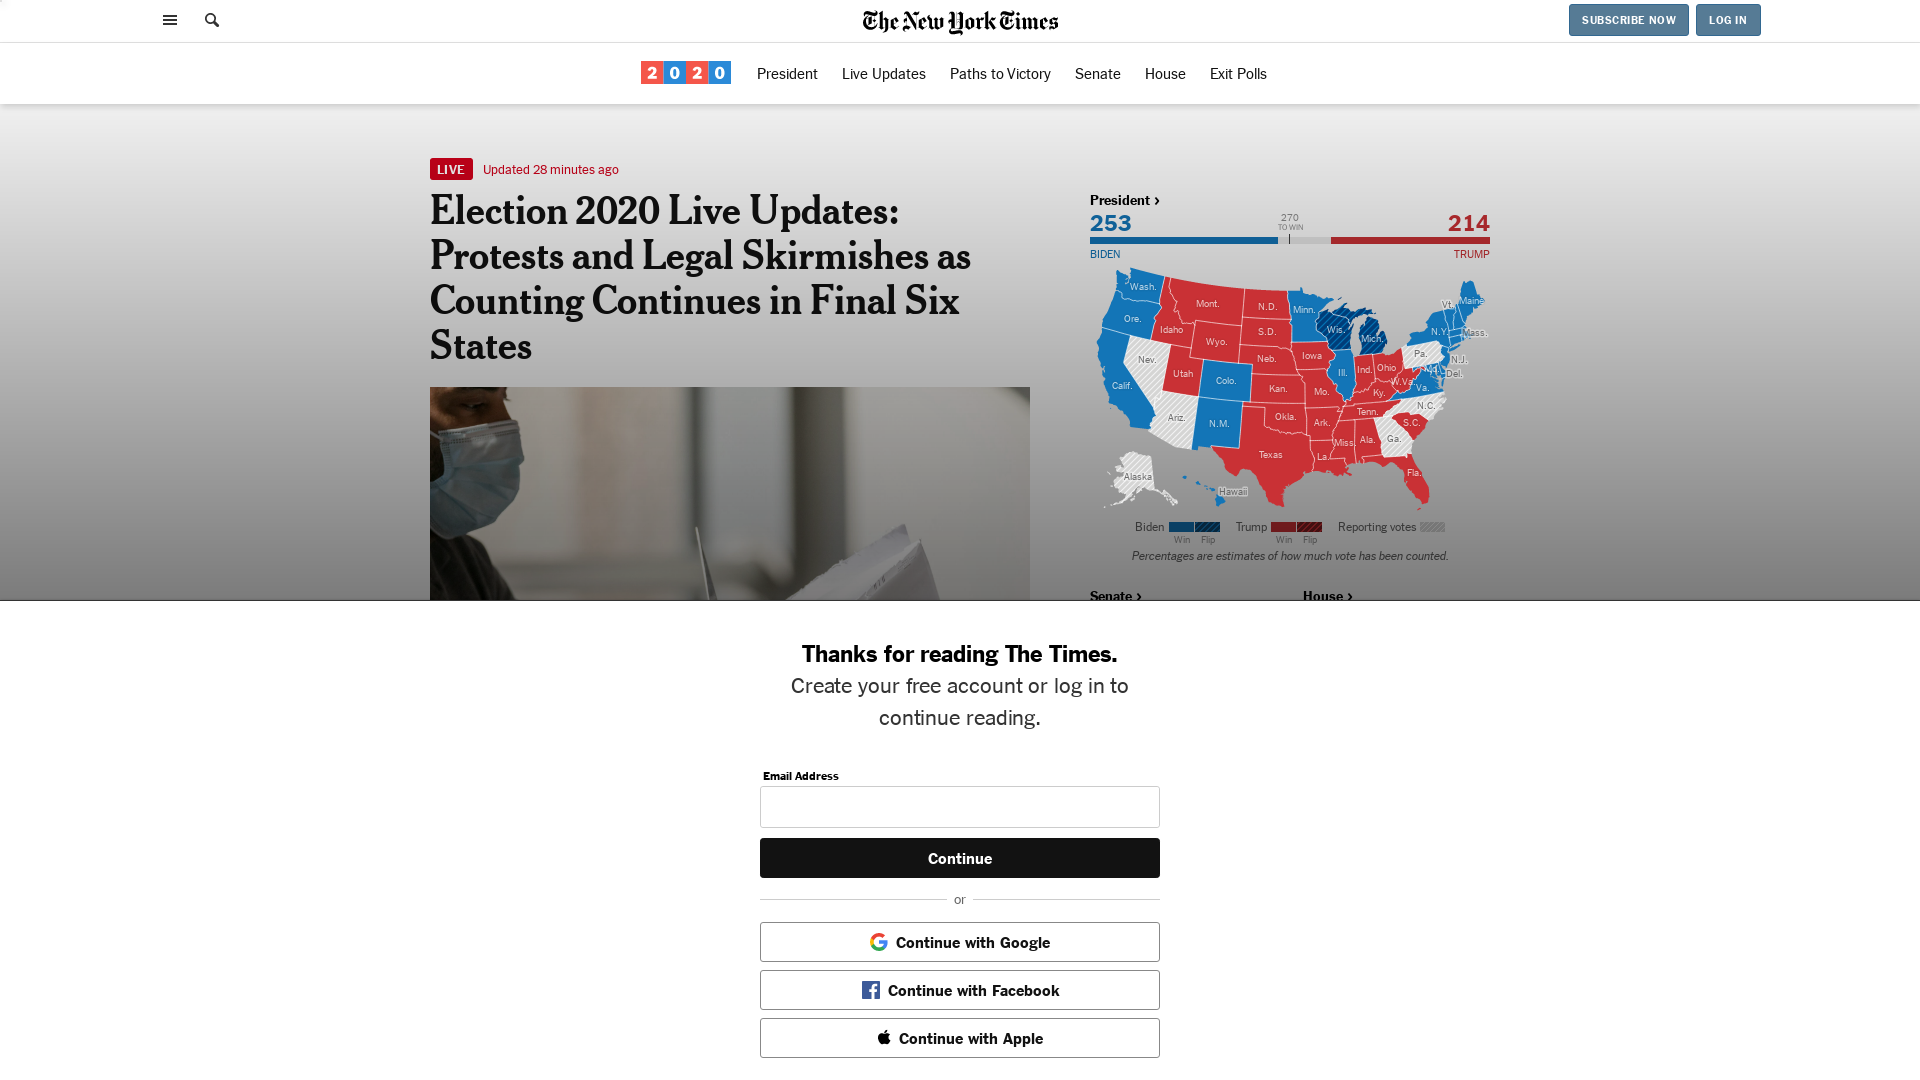 The New York Times
SUBSCRIBE NOW
LOG IN
2020
President
Live Updates
Paths to Victory
Senate
House
Exit Polls
LIVE
Updated 28 minutes ago
Election 2020 Live Updates:
Protests and Legal Skirmishes as
Counting Continues in Final Six
States
President ›
253
270
TO WIN
214
BIDEN
TRUMP
Wash.
Mont.
N.D.
Minn.
Vt.
Maine
Ore.
Idaho
S.D.
Wis.
Mich.
N.Y.
Mass.
Wyo.
Nev.
Neb.
Iowa
Pa.
N.J.
Utah
Colo.
Ill.
Ind.
Ohio
Md.
Del.
Calif.
Kan.
Mo.
Ky.
W.Va.
Va.
Ariz.
N.M.
Okla.
Ark.
Tenn.
N.C.
S.C.
Texas
La.
Miss.
Ala.
Ga.
Fla.
Alaska
Hawaii
Biden
Trump
Reporting votes
Win
Flip
Win
Flip
Percentages are estimates of how much vote has been counted.
Senate ›
House ›
Thanks for reading The Times.
Create your free account or log in to
continue reading.
Email Address
Continue
or
Continue with Google
Continue with Facebook
Continue with Apple